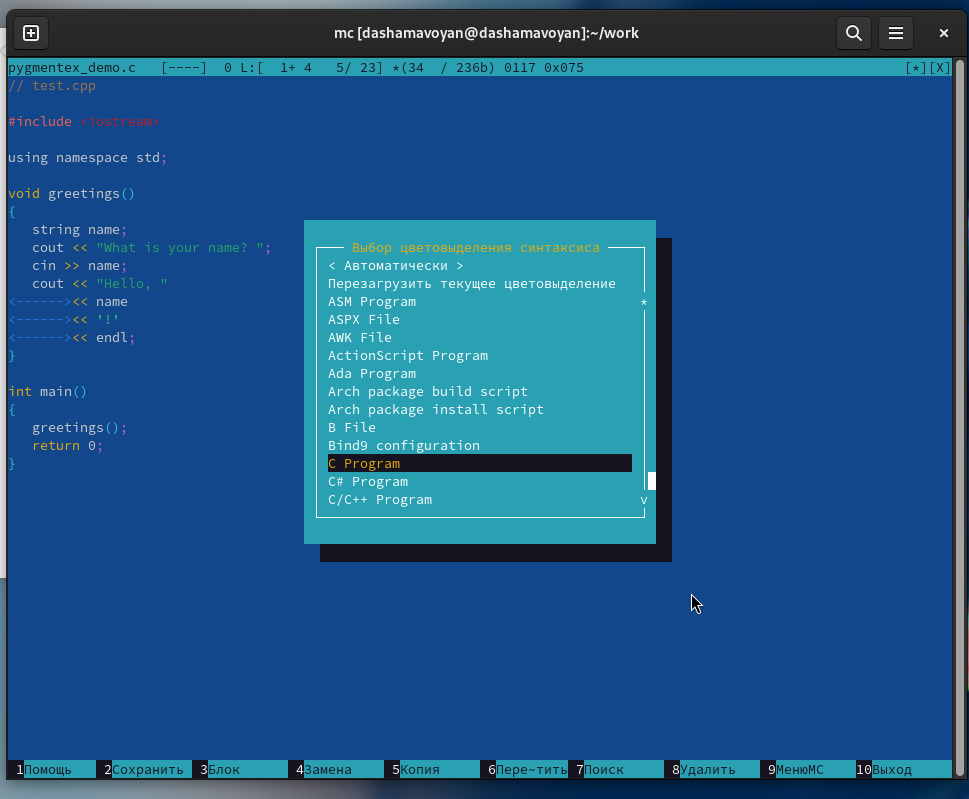 mc [dashamavoyan@dashamavoyan]:~/work
pygmentex_demo.c   [----]  0 L:[  1+ 4   5/ 23] *(34  / 236b) 0117 0x075 [*][X]
// test.cpp
#include <iostream>
using namespace std;
void greetings()
{
   string name;
   cout << "What is your name? ";
   cin >> name;
   cout << "Hello, "
<------><< name
<------><< '!'
<------><< endl;
}
int main()
{
   greetings();
   return 0;
}
Выбор цветовыделения синтаксиса
< Автоматически >
Перезагрузить текущее цветовыделение
ASM Program *
ASPX File
AWK File
ActionScript Program
Ada Program
Arch package build script
Arch package install script
B File
Bind9 configuration
C Program
C# Program
C/C++ Program v
1Помощь 2Сохранить 3Блок 4Замена 5Копия 6Пере~тить 7Поиск 8Удалить 9МенюMC 10Выход